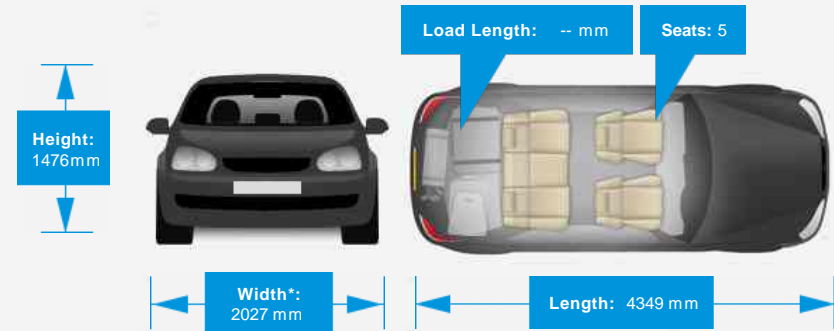 Load Length: -- mm
Seats: 5
Height:
1476mm
Width*:
2027 mm
Length: 4349 mm